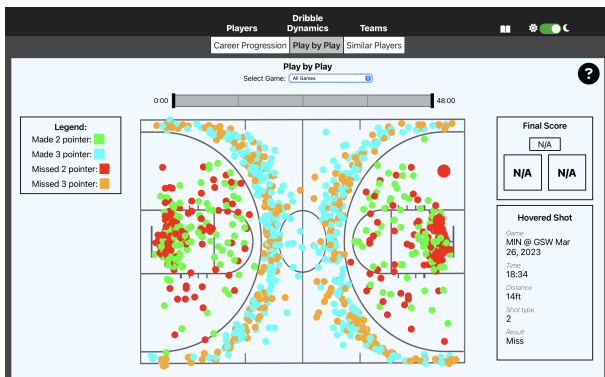 Players
Dribble
Dynamics
Teams
Career Progression
Play by Play
Similar Players
Play by Play
Select Game:
All Games
?
0:00
48:00
Legend:
Made 2 pointer:
Made 3 pointer:
Missed 2 pointer:
Missed 3 pointer:
Final Score
N/A
N/A
N/A
Hovered Shot
Game
MIN @ GSW Mar
26, 2023
Time
18:34
Distance
14ft
Shot type
2
Result
Miss